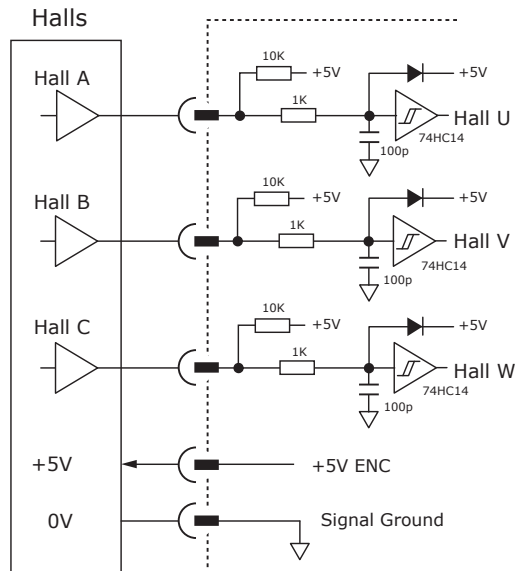 Halls
Hall A
10K
+5V
+5V
1K
Hall U
74HC14
100p
Hall B
10K
+5V
+5V
1K
Hall V
74HC14
100p
Hall C
10K
+5V
+5V
1K
Hall W
74HC14
100p
+5V
+5V ENC
0V
Signal Ground